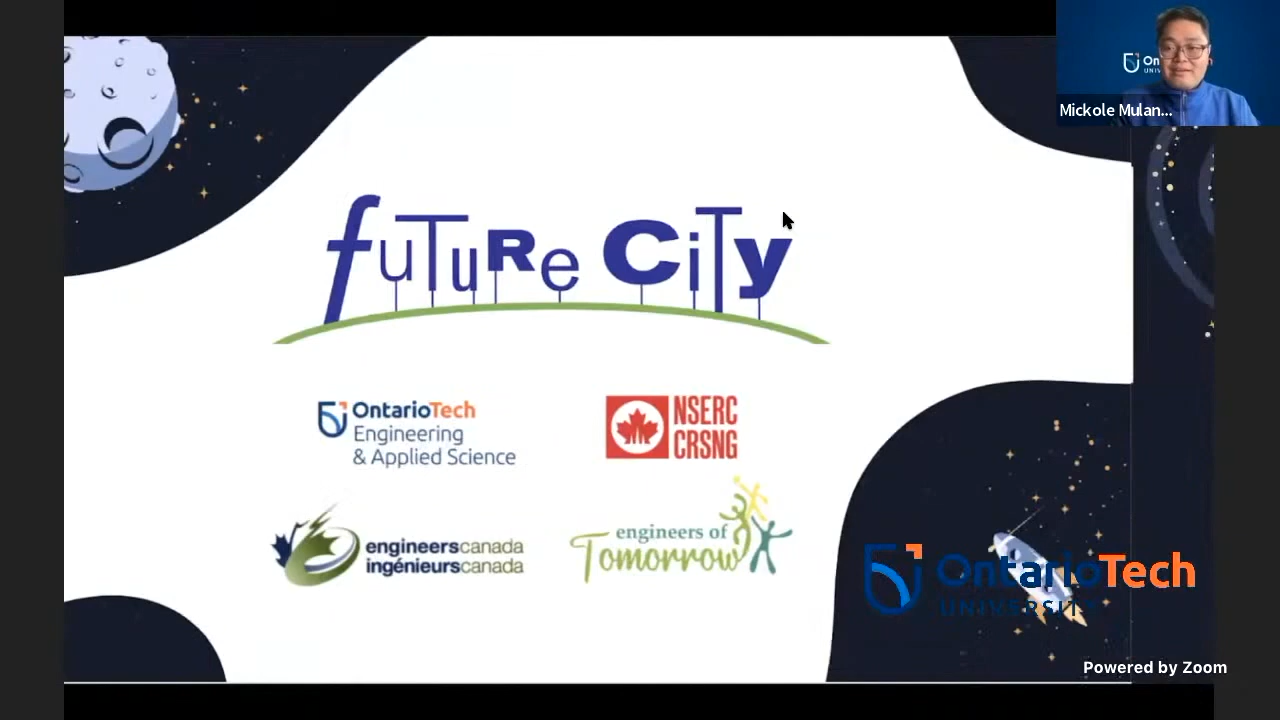 Mickole Mulan...
fuTuRe CiTy
OntarioTech
Engineering
& Applied Science
NSERC
CRSNG
engineerscanada
ingénieurscanada
engineers of
Tomorrow
OntarioTech
UNIVERSITY
Powered by Zoom